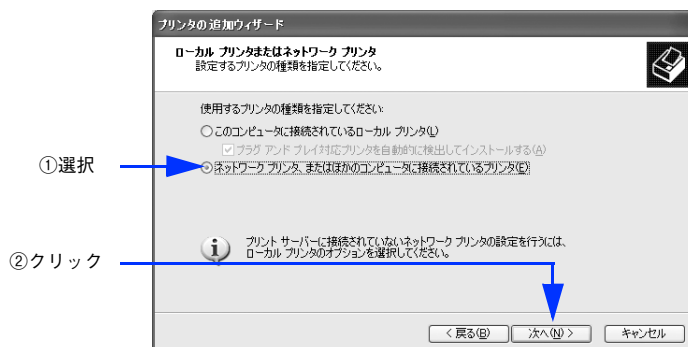 プリンタの追加ウィザード
ローカル プリンタまたはネットワーク プリンタ
設定するプリンタの種類を指定してください。
使用するプリンタの種類を指定してください:
このコンピュータに接続されているローカル プリンタ(L)
プラグ アンド プレイ対応プリンタを自動的に検出してインストールする(A)
①選択
ネットワーク プリンタ、またはほかのコンピュータに接続されているプリンタ(E)
プリント サーバーに接続されていないネットワーク プリンタの設定を行うには、
ローカル プリンタのオプションを選択してください。
②クリック
< 戻る(B)
次へ(N) >
キャンセル